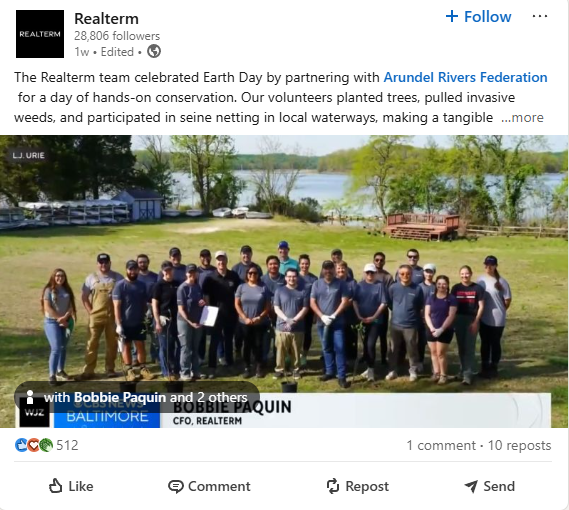 REALTERM
Realterm
+ Follow ...
28,806 followers
1w • Edited •
The Realterm team celebrated Earth Day by partnering with Arundel Rivers Federation
for a day of hands-on conservation. Our volunteers planted trees, pulled invasive
weeds, and participated in seine netting in local waterways, making a tangible ...more
L.J. URIE
with Bobbie Paquin and 2 others
WJZ
CBS NEWS
BALTIMORE
BOBBIE PAQUIN
CFO, REALTERM
512
1 comment • 10 reposts
Like Comment Repost Send